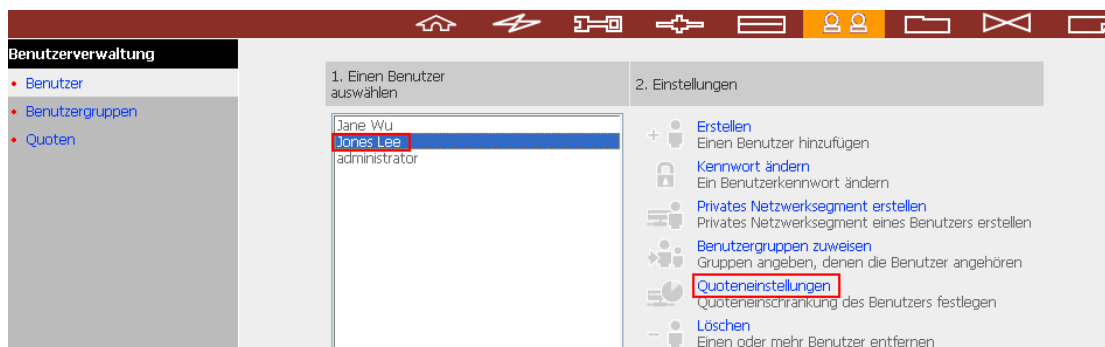 Benutzerverwaltung
Benutzer
Benutzergruppen
Quoten
1. Einen Benutzer
auswählen
Jane Wu
Jones Lee
administrator
2. Einstellungen
Erstellen
Einen Benutzer hinzufügen
Kennwort ändern
Ein Benutzerkennwort ändern
Privates Netzwerksegment erstellen
Privates Netzwerksegment eines Benutzers erstellen
Benutzergruppen zuweisen
Gruppen angeben, denen die Benutzer angehören
Quoteneinstellungen
Quoteneinschränkung des Benutzers festlegen
Löschen
Einen oder mehr Benutzer entfernen